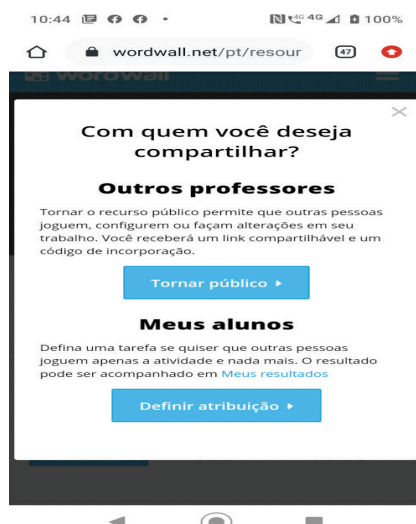 10:44 4G 4G 100%
wordwall.net/pt/resour 47
Wordwall
Com quem você deseja
compartilhar?
Outros professores
Tornar o recurso público permite que outras pessoas
joguem, configurem ou façam alterações em seu
trabalho. Você receberá um link compartilhável e um
código de incorporação.
Tornar público
Meus alunos
Defina uma tarefa se quiser que outras pessoas
joguem apenas a atividade e nada mais. O resultado
pode ser acompanhado em Meus resultados
Definir atribuição